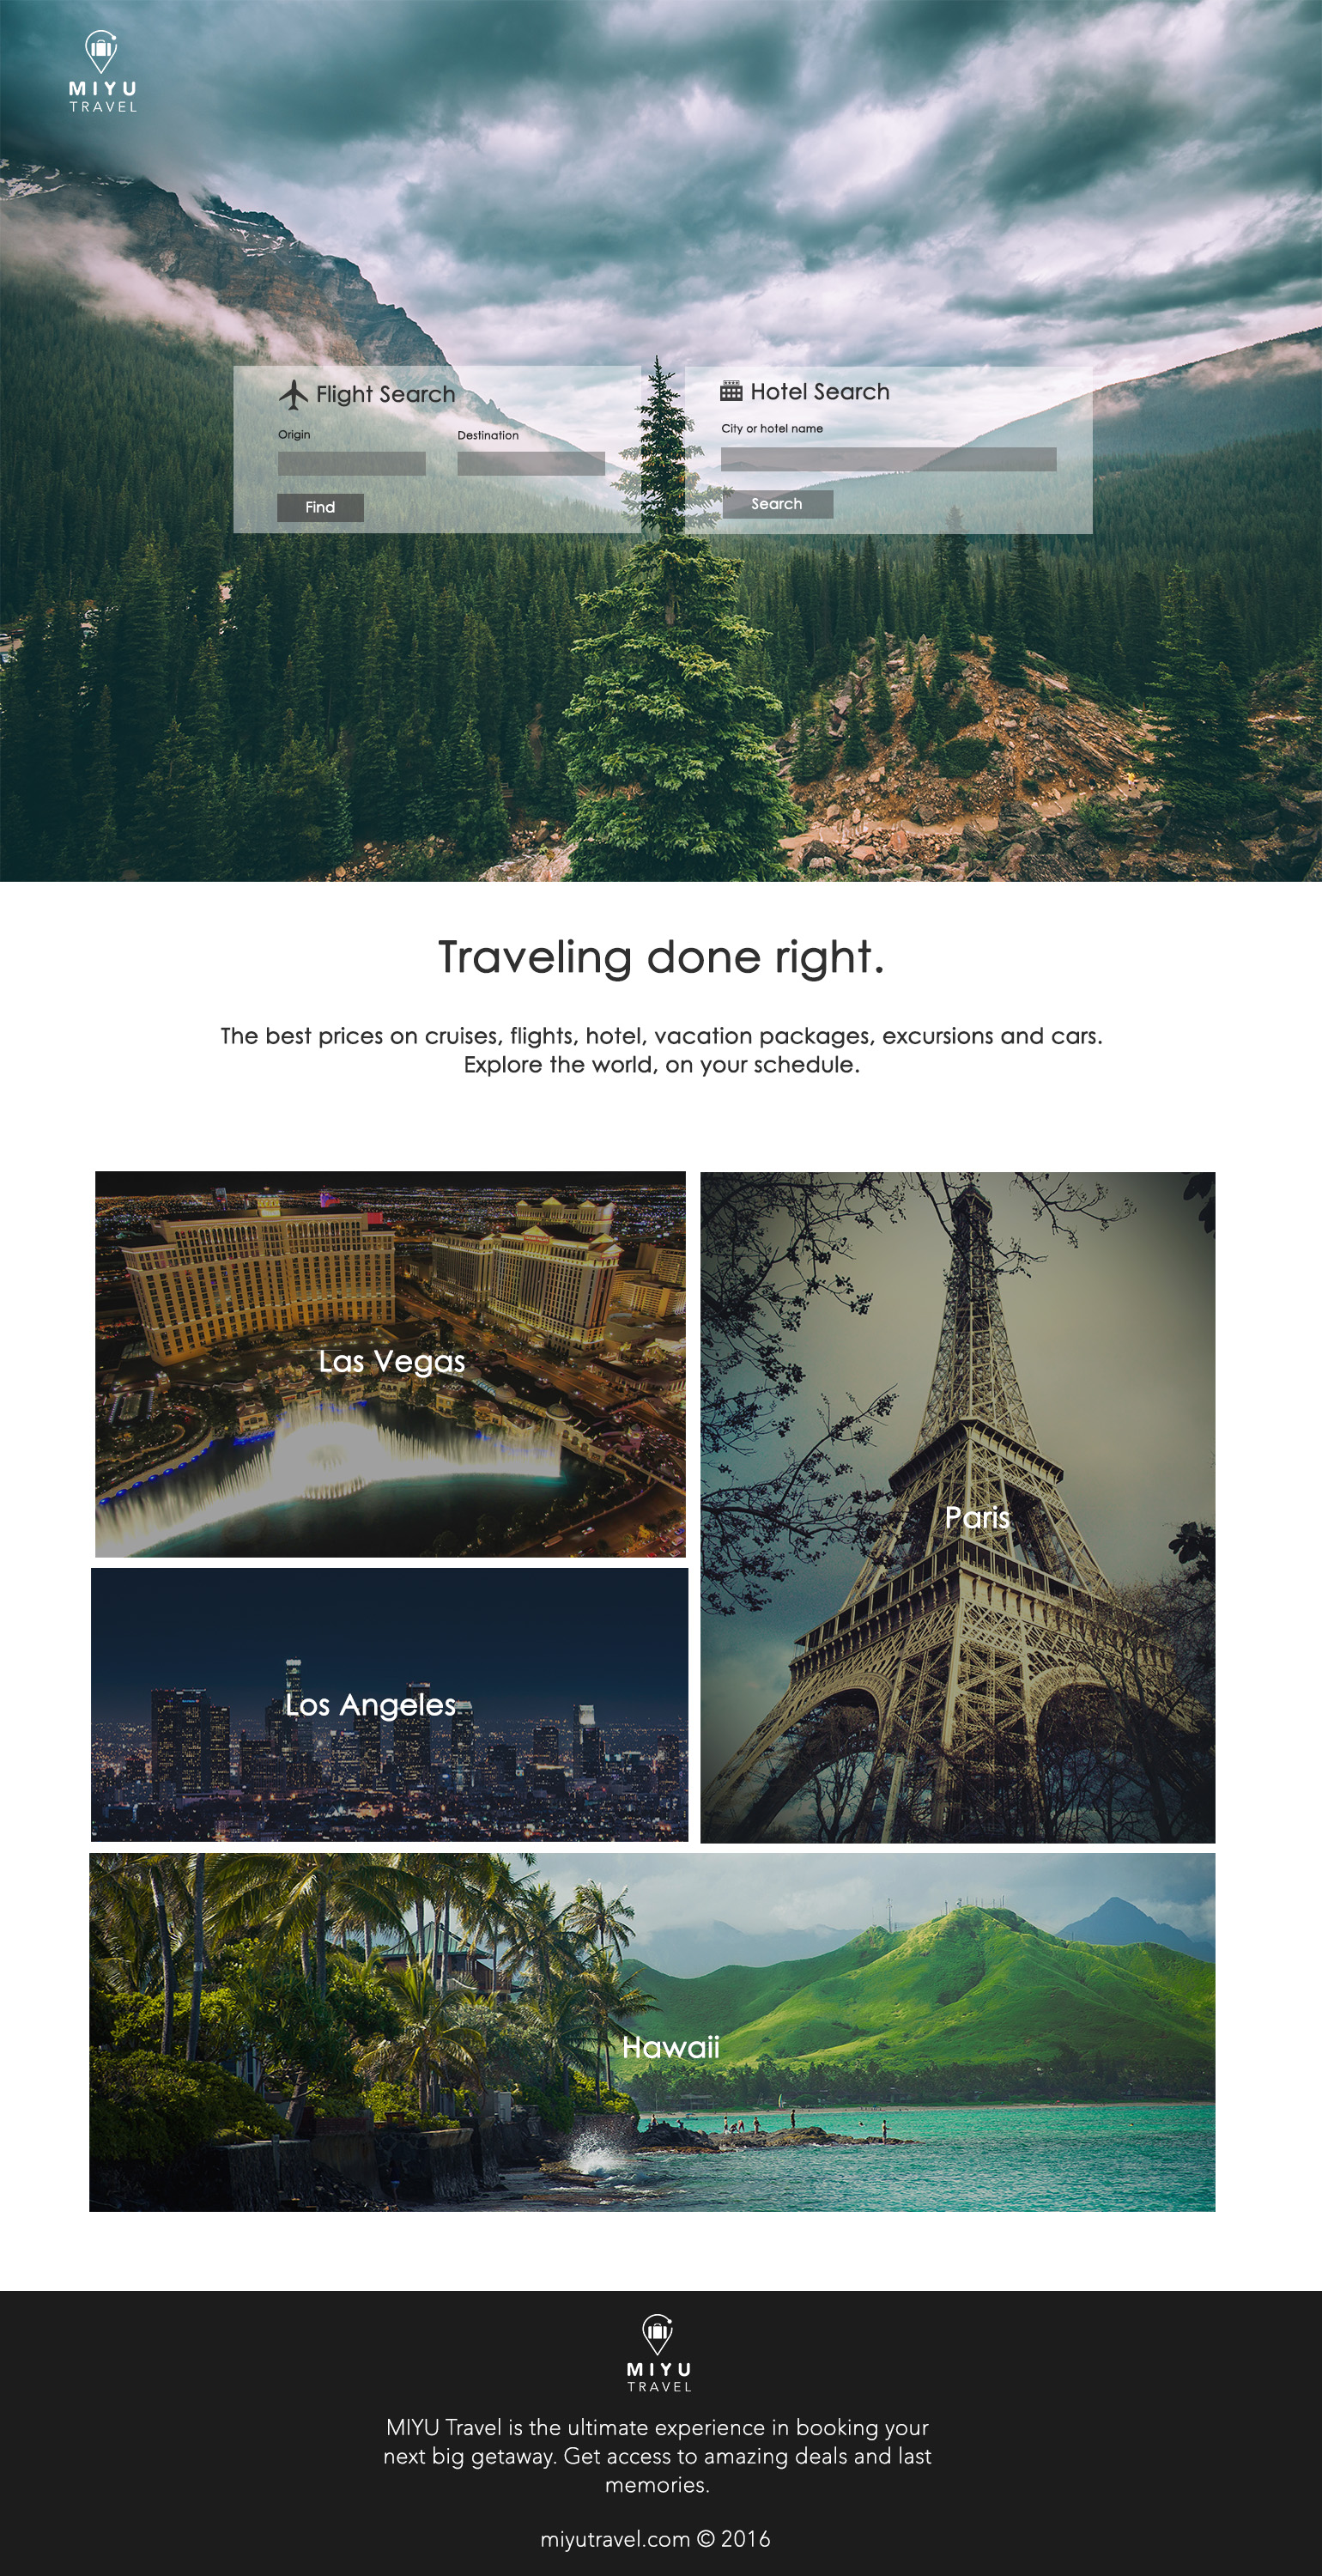 MIYU
TRAVEL
Flight Search
Origin
Destination
Find
Hotel Search
City or hotel name
Search
Traveling done right.
The best prices on cruises, flights, hotel, vacation packages, excursions and cars.
Explore the world, on your schedule.
Las Vegas
Paris
Los Angeles
Hawaii
MIYU
TRAVEL
MIYU Travel is the ultimate experience in booking your
next big getaway. Get access to amazing deals and last
memories.
miyutravel.com © 2016